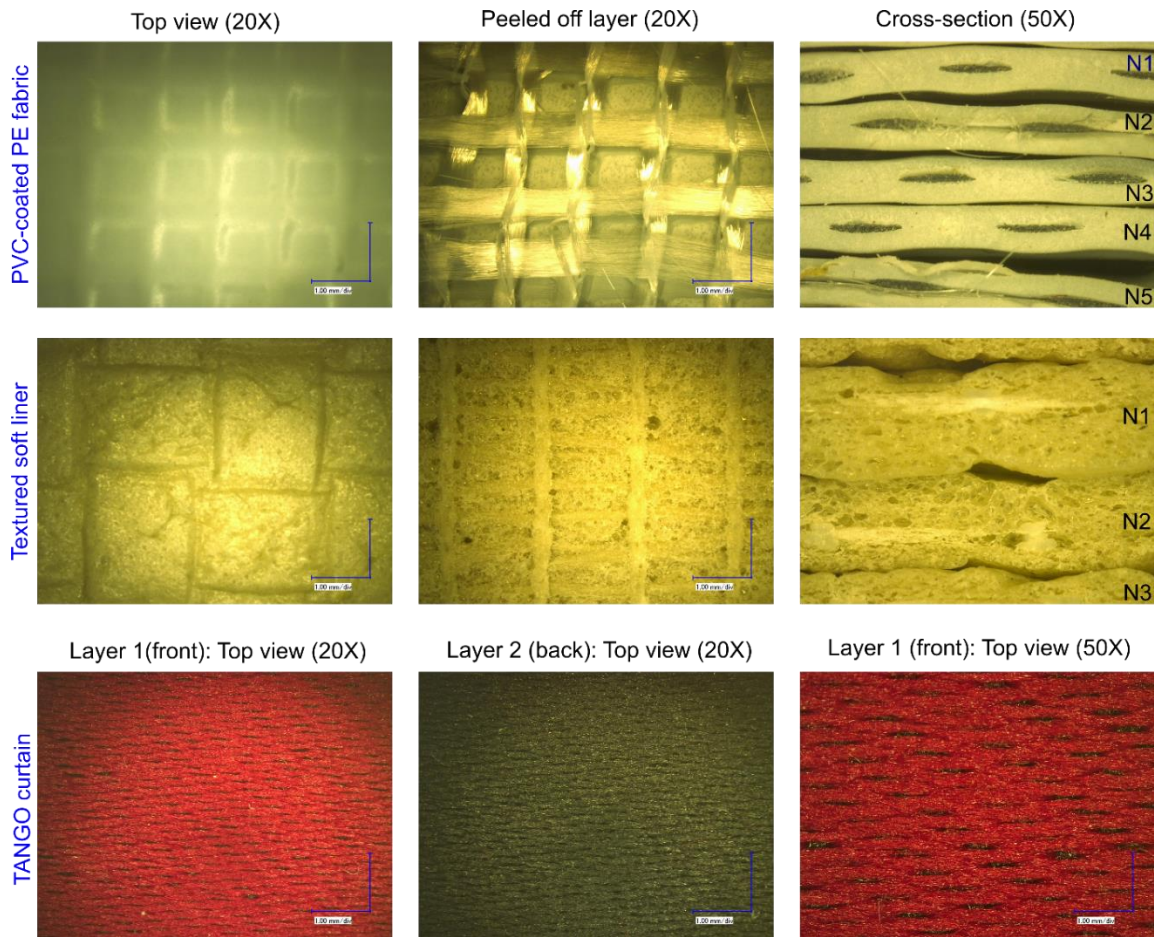 Top view (20X)
Peeled off layer (20X)
Cross-section (50X)
PVC-coated PE fabric
1.00 mm/div
1.00 mm/div
N1
N2
N3
N4
N5
Textured soft liner
1.00 mm/div
1.00 mm/div
N1
N2
N3
Layer 1(front): Top view (20X)
Layer 2 (back): Top view (20X)
Layer 1 (front): Top view (50X)
TANGO curtain
1.00 mm/div
1.00 mm/div
1.00 mm/div